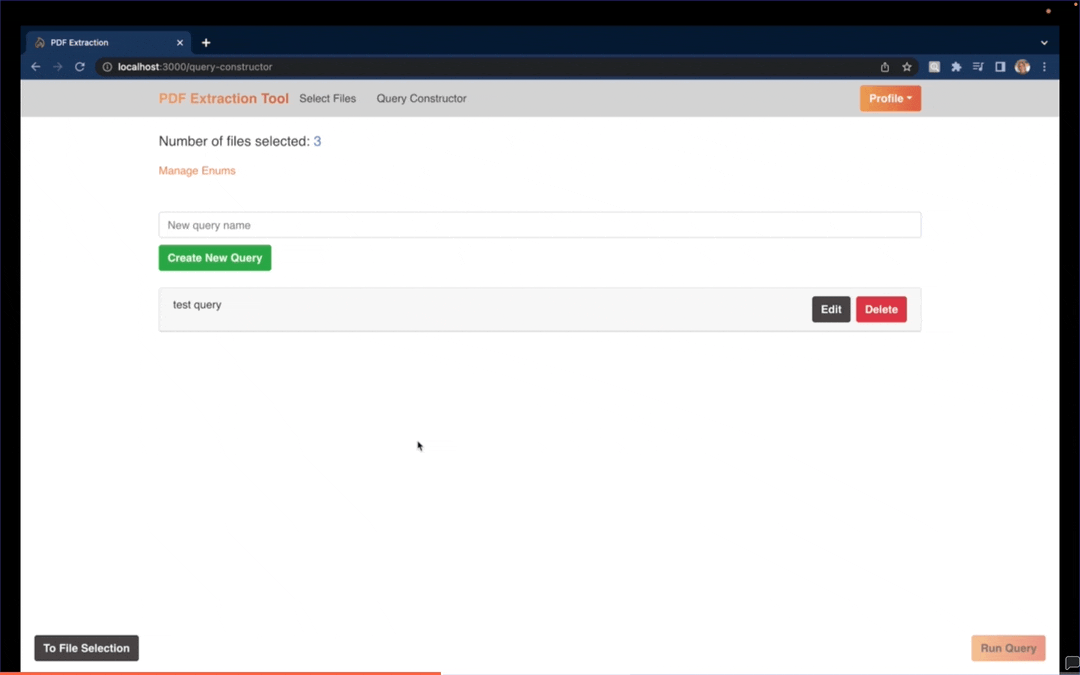 PDF Extraction
localhost:3000/query-constructor
PDF Extraction Tool Select Files Query Constructor Profile
Number of files selected: 3
Manage Enums
New query name
Create New Query
test query Edit Delete
To File Selection Run Query